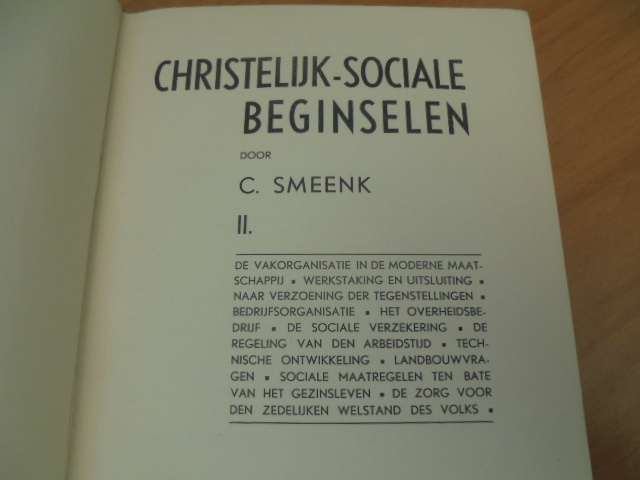 CHRISTELIJK-SOCIALE
BEGINSELEN
DOOR
C. SMEENK
II.
DE VAKORGANISATIE IN DE MODERNE MAAT-
SCHAPPIJ ▪ WERKSTAKING EN UITSLUITING ▪
NAAR VERZOENING DER TEGENSTELLINGEN ▪
BEDRIJFSORGANISATIE ▪ HET OVERHEIDSBE-
DRIJF ▪ DE SOCIALE VERZEKERING ▪ DE
REGELING VAN DEN ARBEIDSTIJD ▪ TECH-
NISCHE ONTWIKKELING ▪ LANDBOUWVRA-
GEN ▪ SOCIALE MAATREGELEN TEN BATE
VAN HET GEZINSLEVEN ▪ DE ZORG VOOR
DEN ZEDELIJKEN WELSTAND DES VOLKS ▪